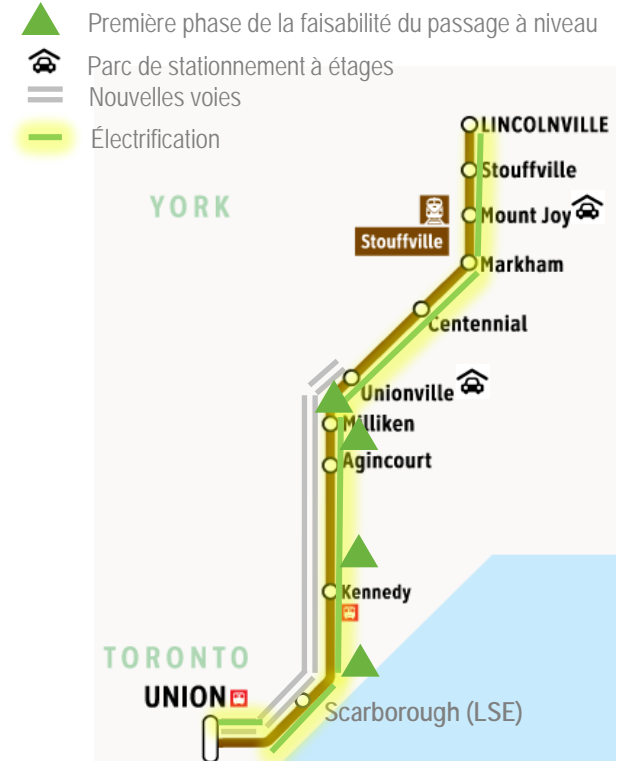 Première phase de la faisabilité du passage à niveau
Parc de stationnement à étages
Nouvelles voies
Électrification
LINCOLNVILLE
Stouffville
YORK
Mount Joy
Stouffville
Markham
Centennial
Unionville
Milliken
Agincourt
Kennedy
TORONTO
UNION
Scarborough (LSE)